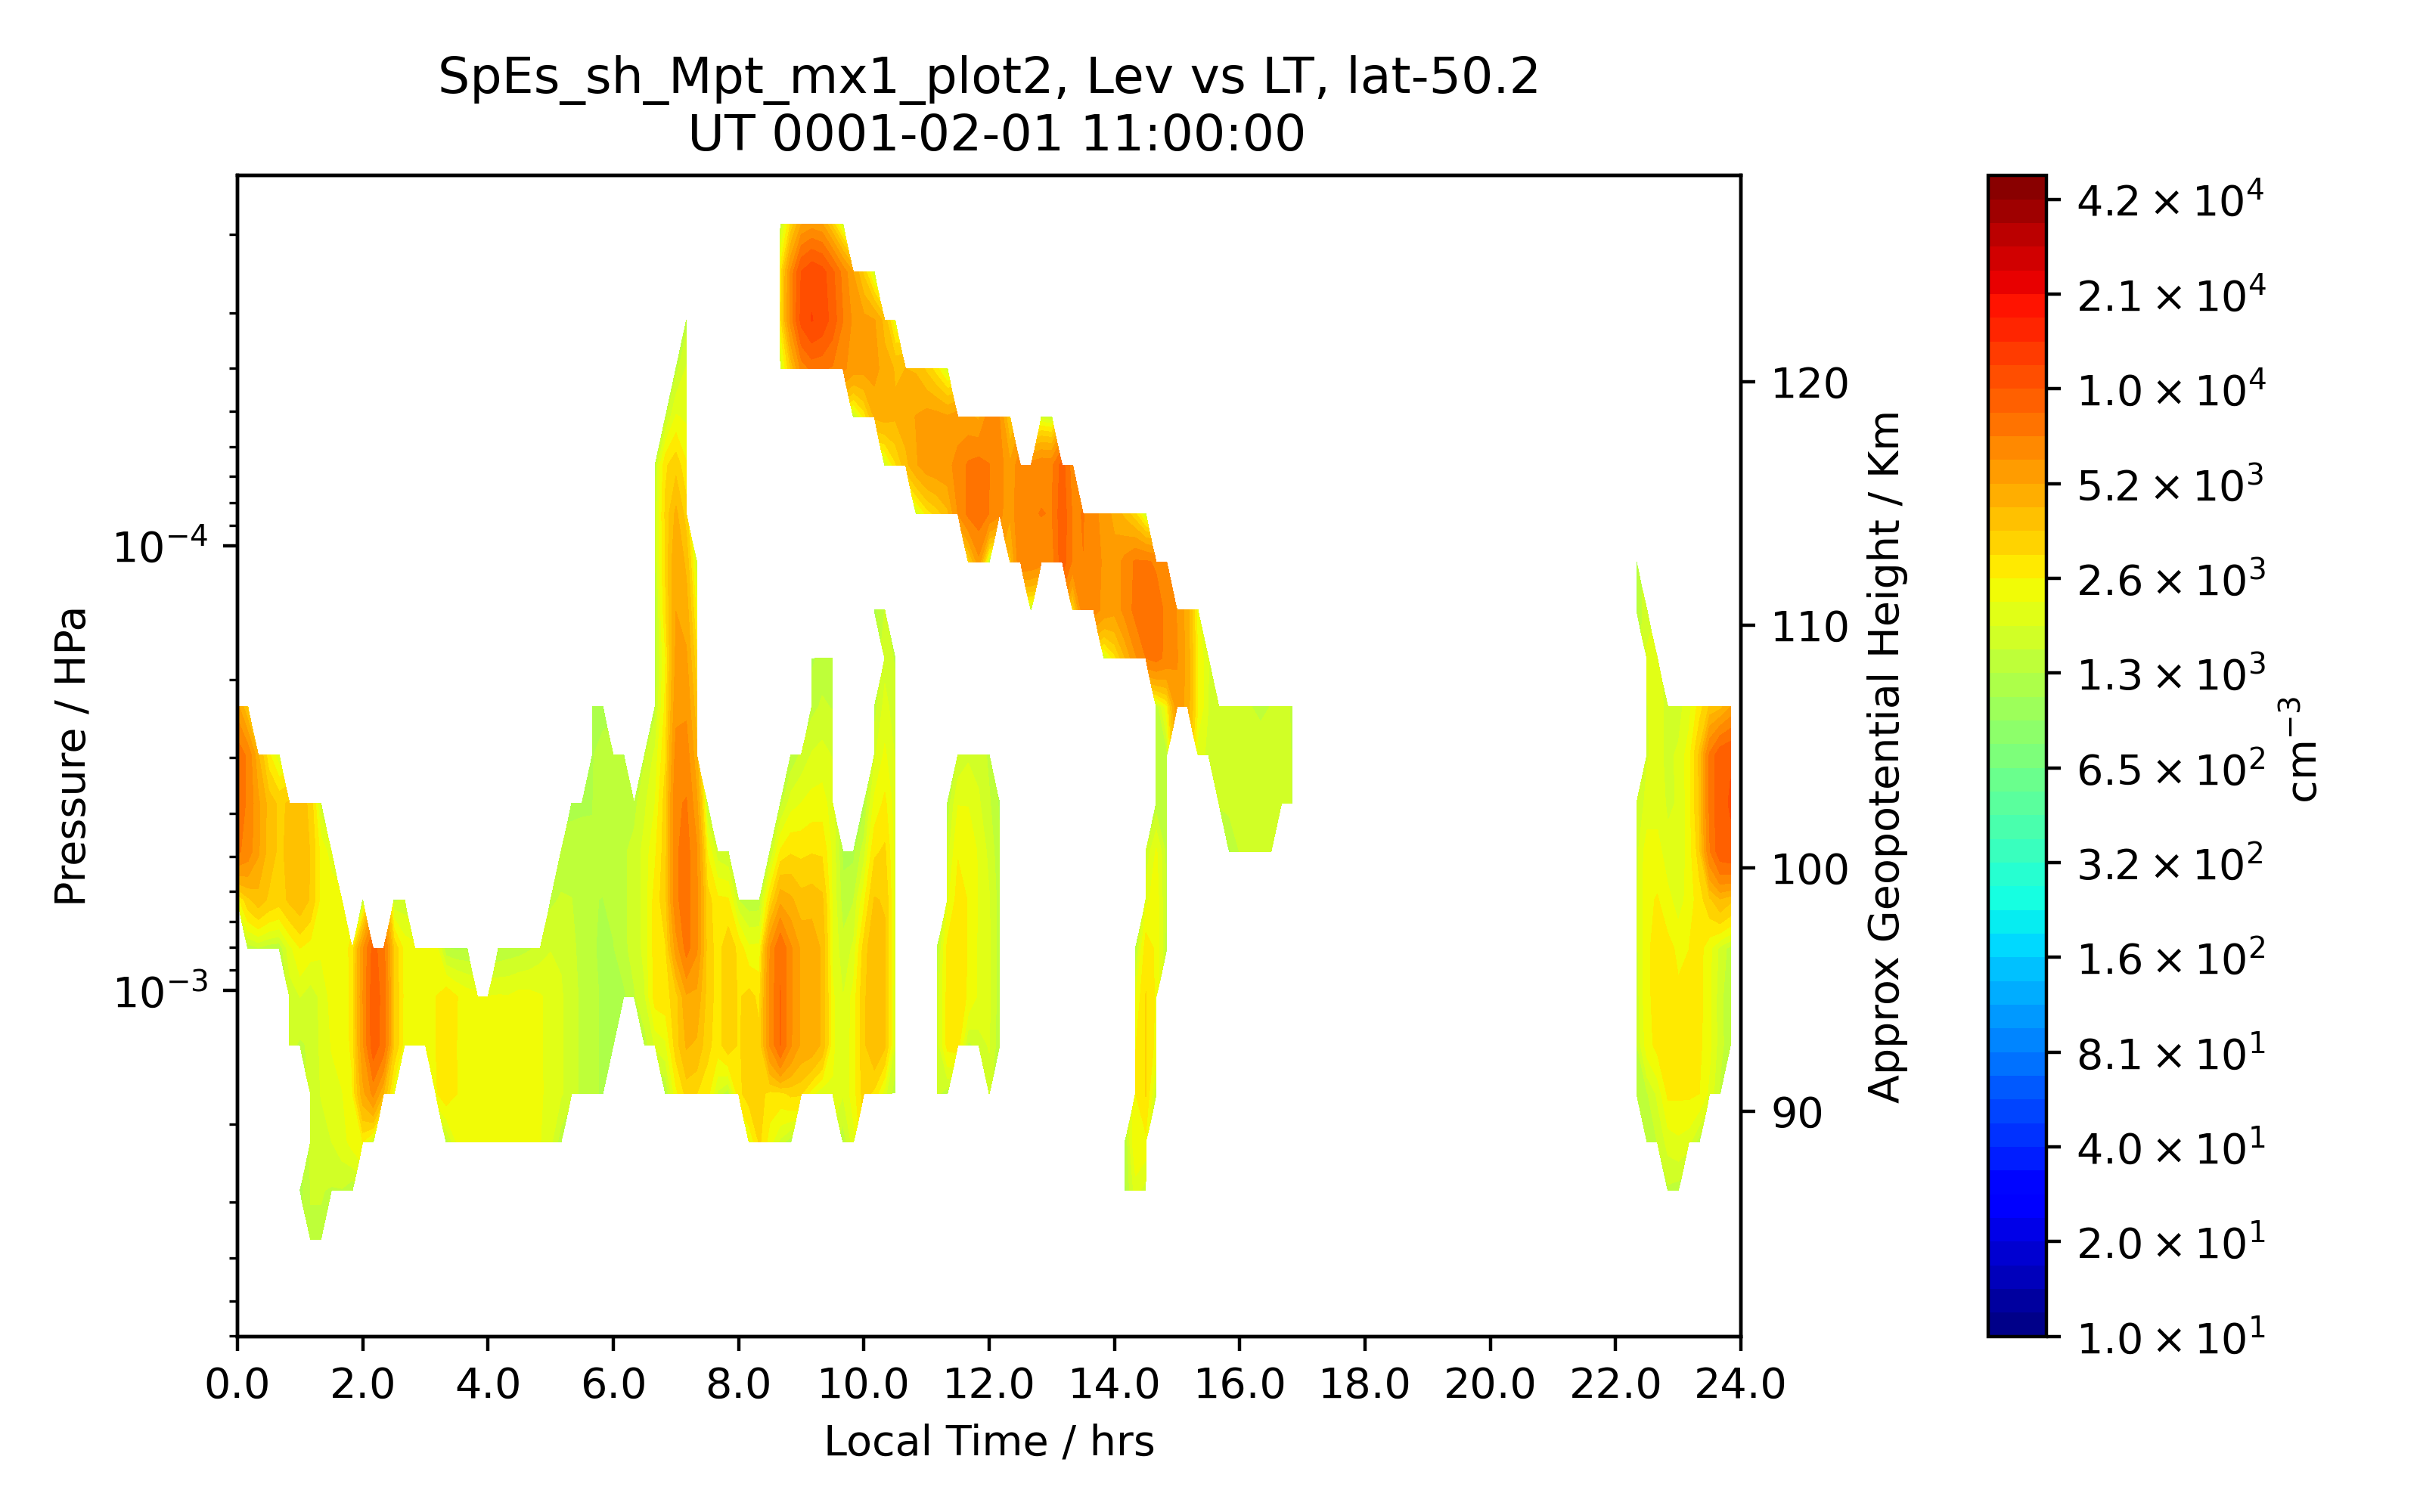 SpEs_sh_Mpt_mx1_plot2, Lev vs LT, lat-50.2
UT 0001-02-01 11:00:00
Pressure / HPa
10⁻⁴
10⁻³
0.0 2.0 4.0 6.0 8.0 10.0 12.0 14.0 16.0 18.0 20.0 22.0 24.0
Local Time / hrs
120
110
100
90
Approx Geopotential Height / Km
4.2 × 10⁴
2.1 × 10⁴
1.0 × 10⁴
5.2 × 10³
2.6 × 10³
1.3 × 10³
6.5 × 10²
3.2 × 10²
1.6 × 10²
8.1 × 10¹
4.0 × 10¹
2.0 × 10¹
1.0 × 10¹
cm⁻³